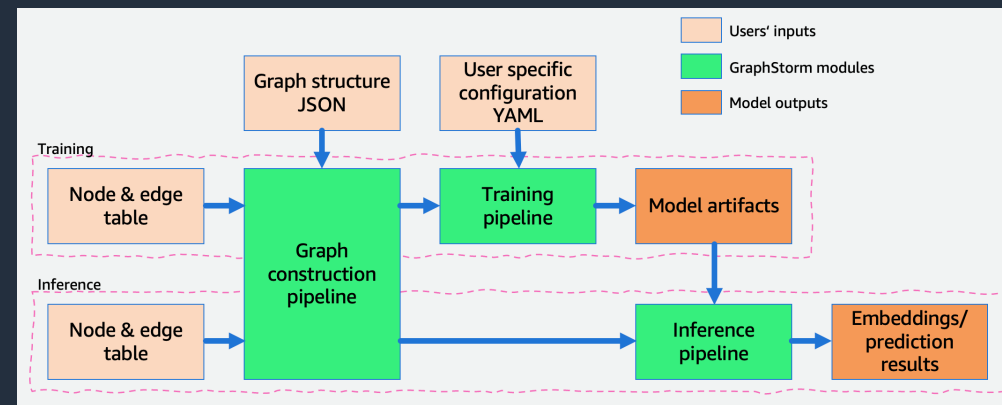 Users' inputs
GraphStorm modules
Model outputs
Graph structure
JSON
User specific
configuration
YAML
Training
Node & edge
table
Graph
construction
pipeline
Training
pipeline
Model artifacts
Inference
Node & edge
table
Inference
pipeline
Embeddings/
prediction
results